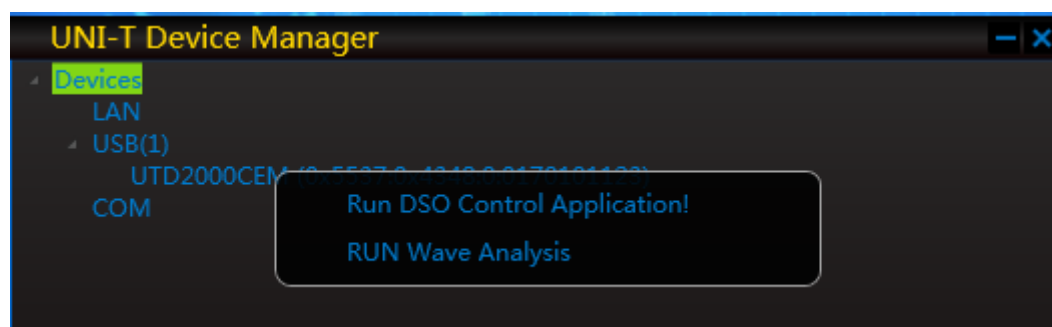 UNI-T Device Manager
Devices
LAN
USB(1)
UTD2000CEM
COM
Run DSO Control Application!
RUN Wave Analysis